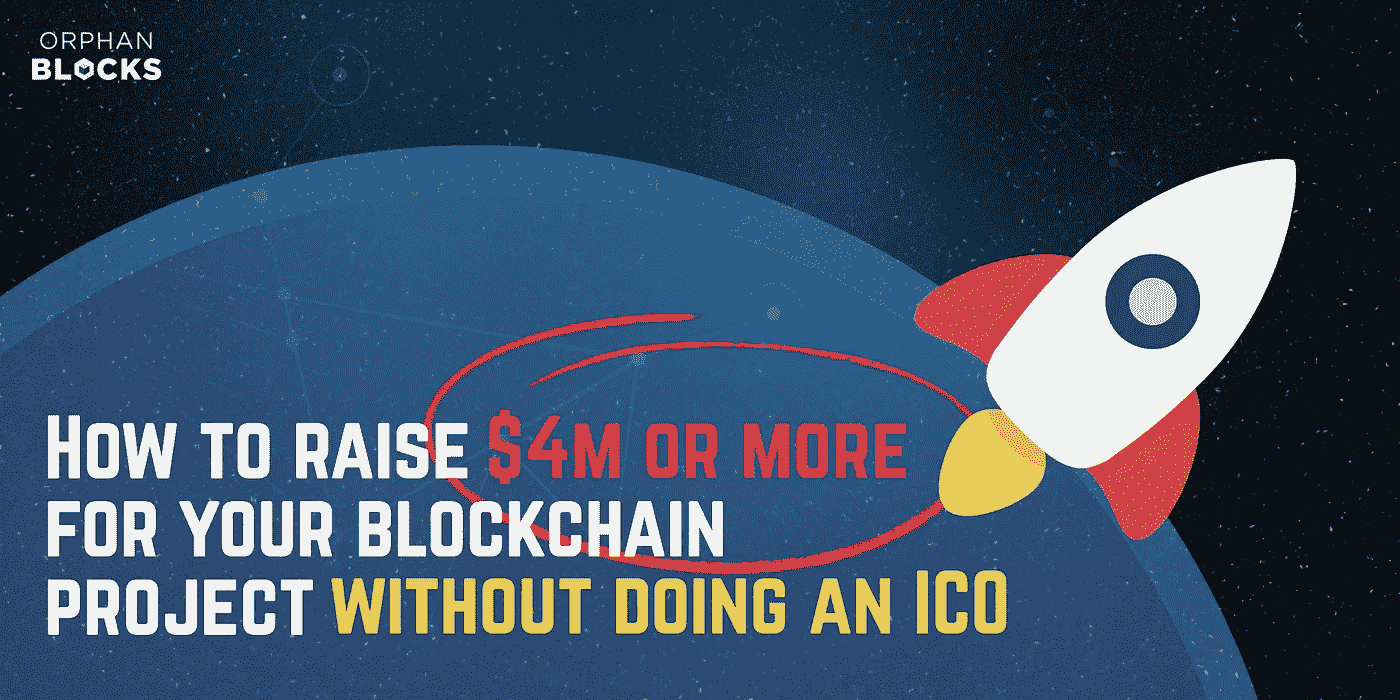 ORPHAN
BLOCKS
HOW TO RAISE $4M OR MORE
FOR YOUR BLOCKCHAIN
PROJECT WITHOUT DOING AN ICO